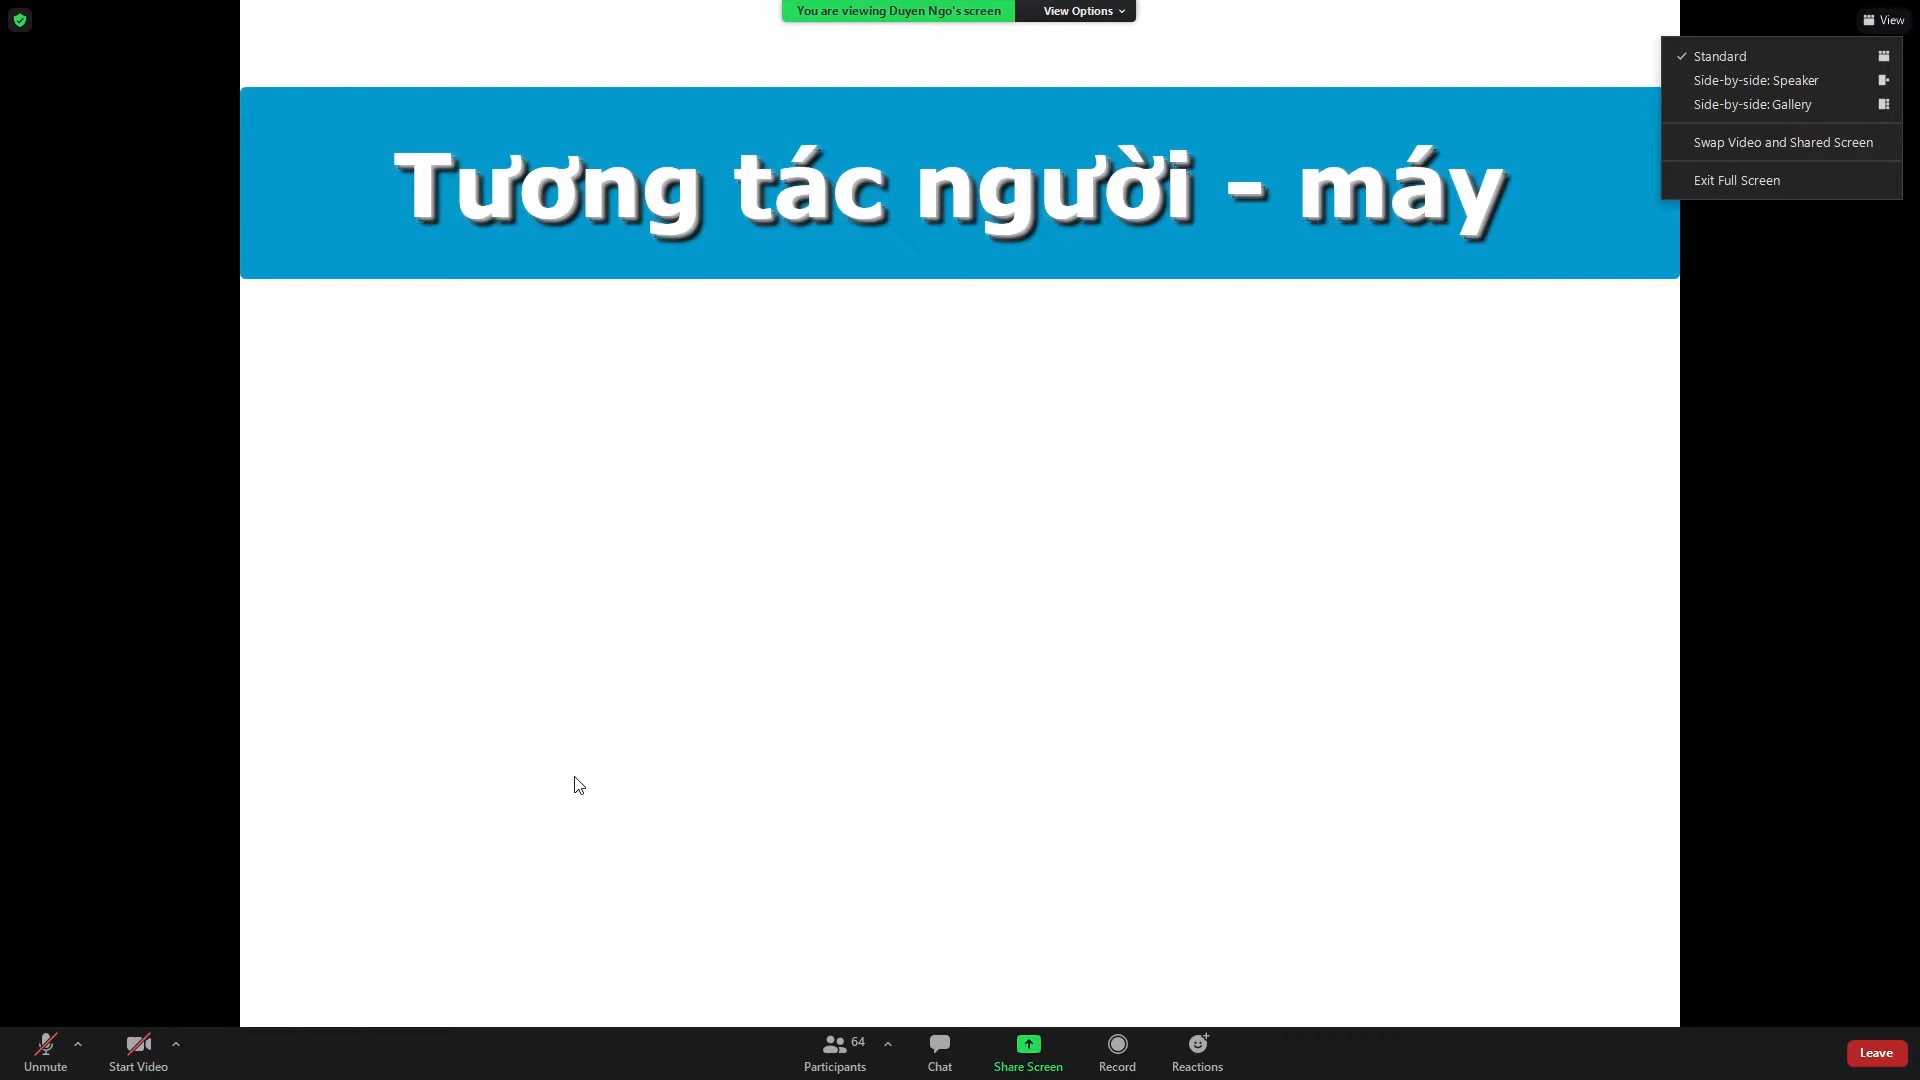 You are viewing Duyen Ngo's screen
View Options
View
Standard
Side-by-side: Speaker
Side-by-side: Gallery
Swap Video and Shared Screen
Exit Full Screen
Tương tác người - máy
Unmute
Start Video
64
Participants
Chat
Share Screen
Record
Reactions
Leave